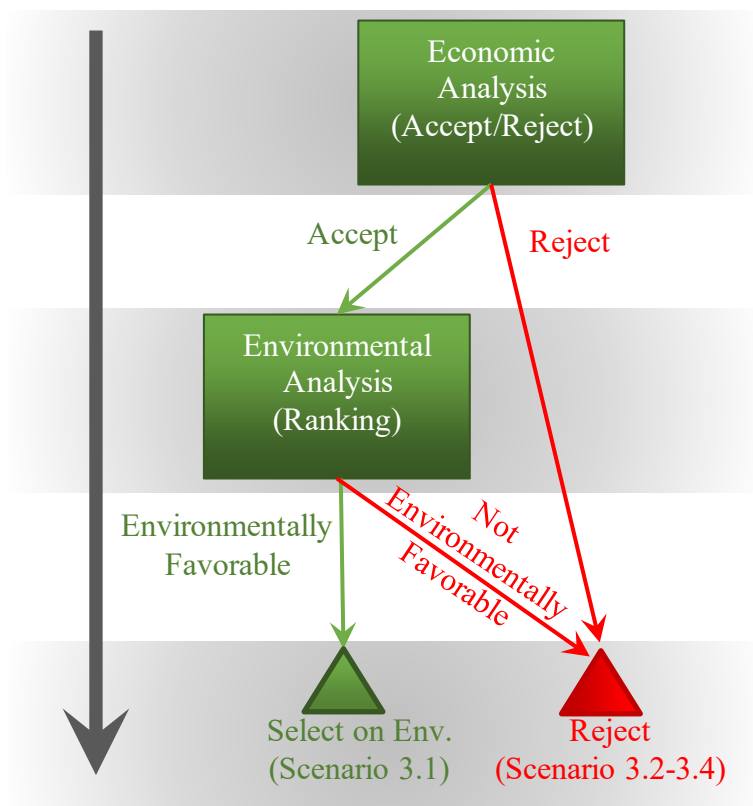 Economic
Analysis
(Accept/Reject)
Accept
Reject
Environmental
Analysis
(Ranking)
Environmentally
Favorable
Not
Environmentally
Favorable
Select on Env.
(Scenario 3.1)
Reject
(Scenario 3.2-3.4)